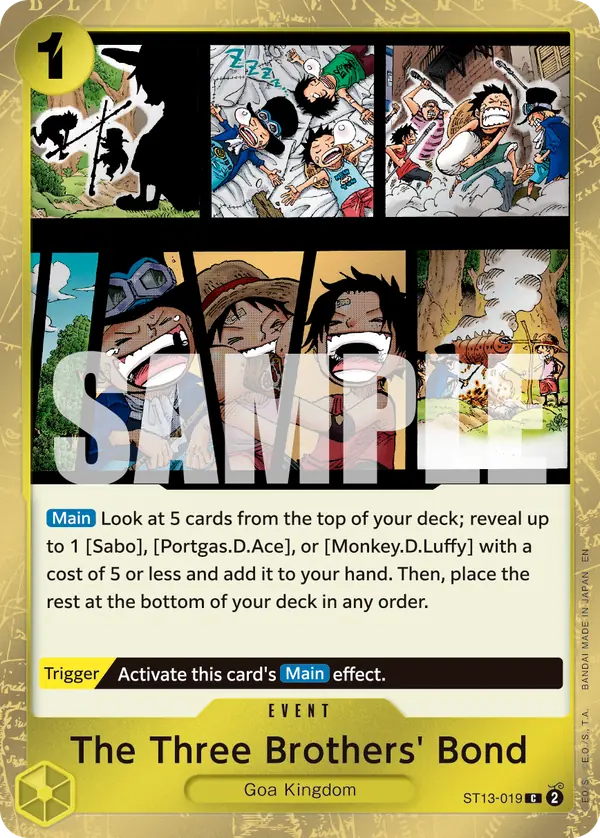 1
ZZZ...
SAMPLE
Main Look at 5 cards from the top of your deck; reveal up
to 1 [Sabo], [Portgas.D.Ace], or [Monkey.D.Luffy] with a
cost of 5 or less and add it to your hand. Then, place the
rest at the bottom of your deck in any order.
Trigger Activate this card's Main effect.
EVENT
The Three Brothers' Bond
Goa Kingdom
ST13-019 C 2
E.O./S, T.A. BANDAI MADE IN JAPAN EN